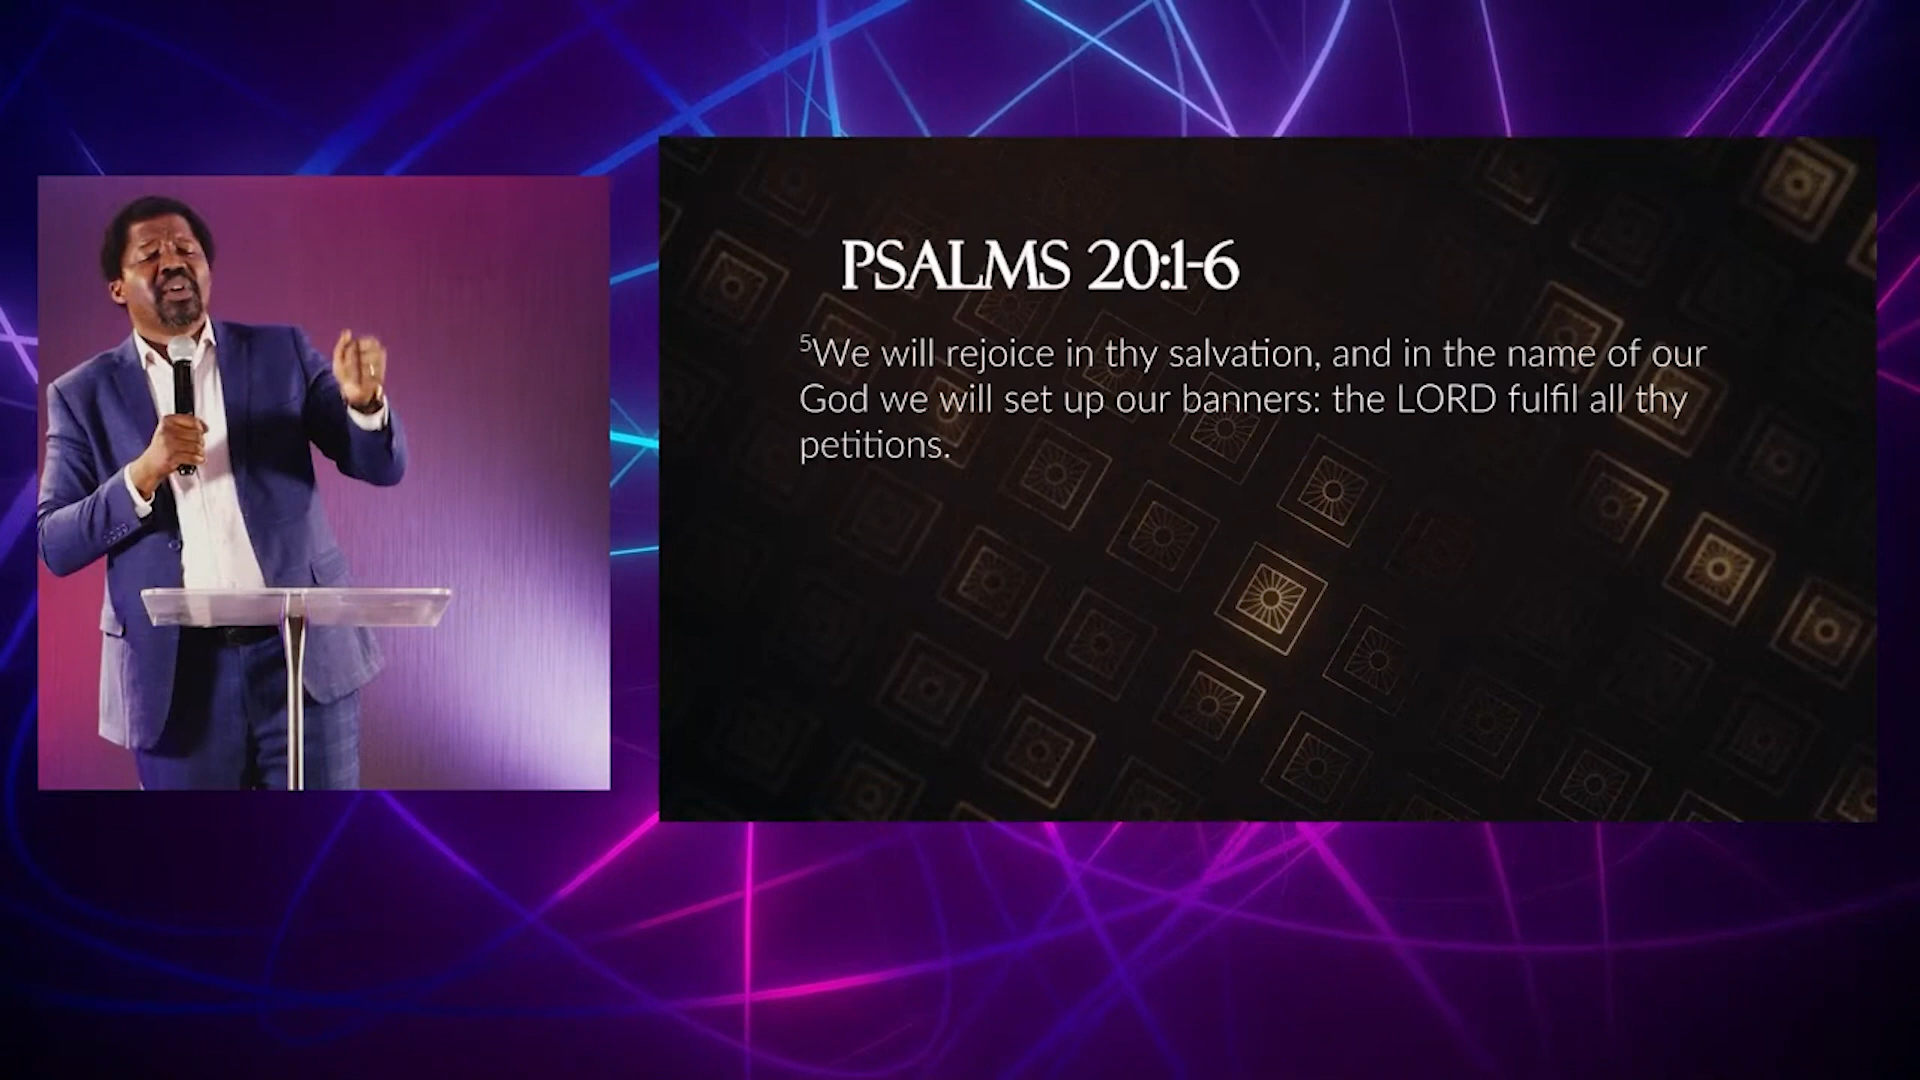 PSALMS 20:1-6
⁵We will rejoice in thy salvation, and in the name of our
God we will set up our banners: the LORD fulfil all thy
petitions.